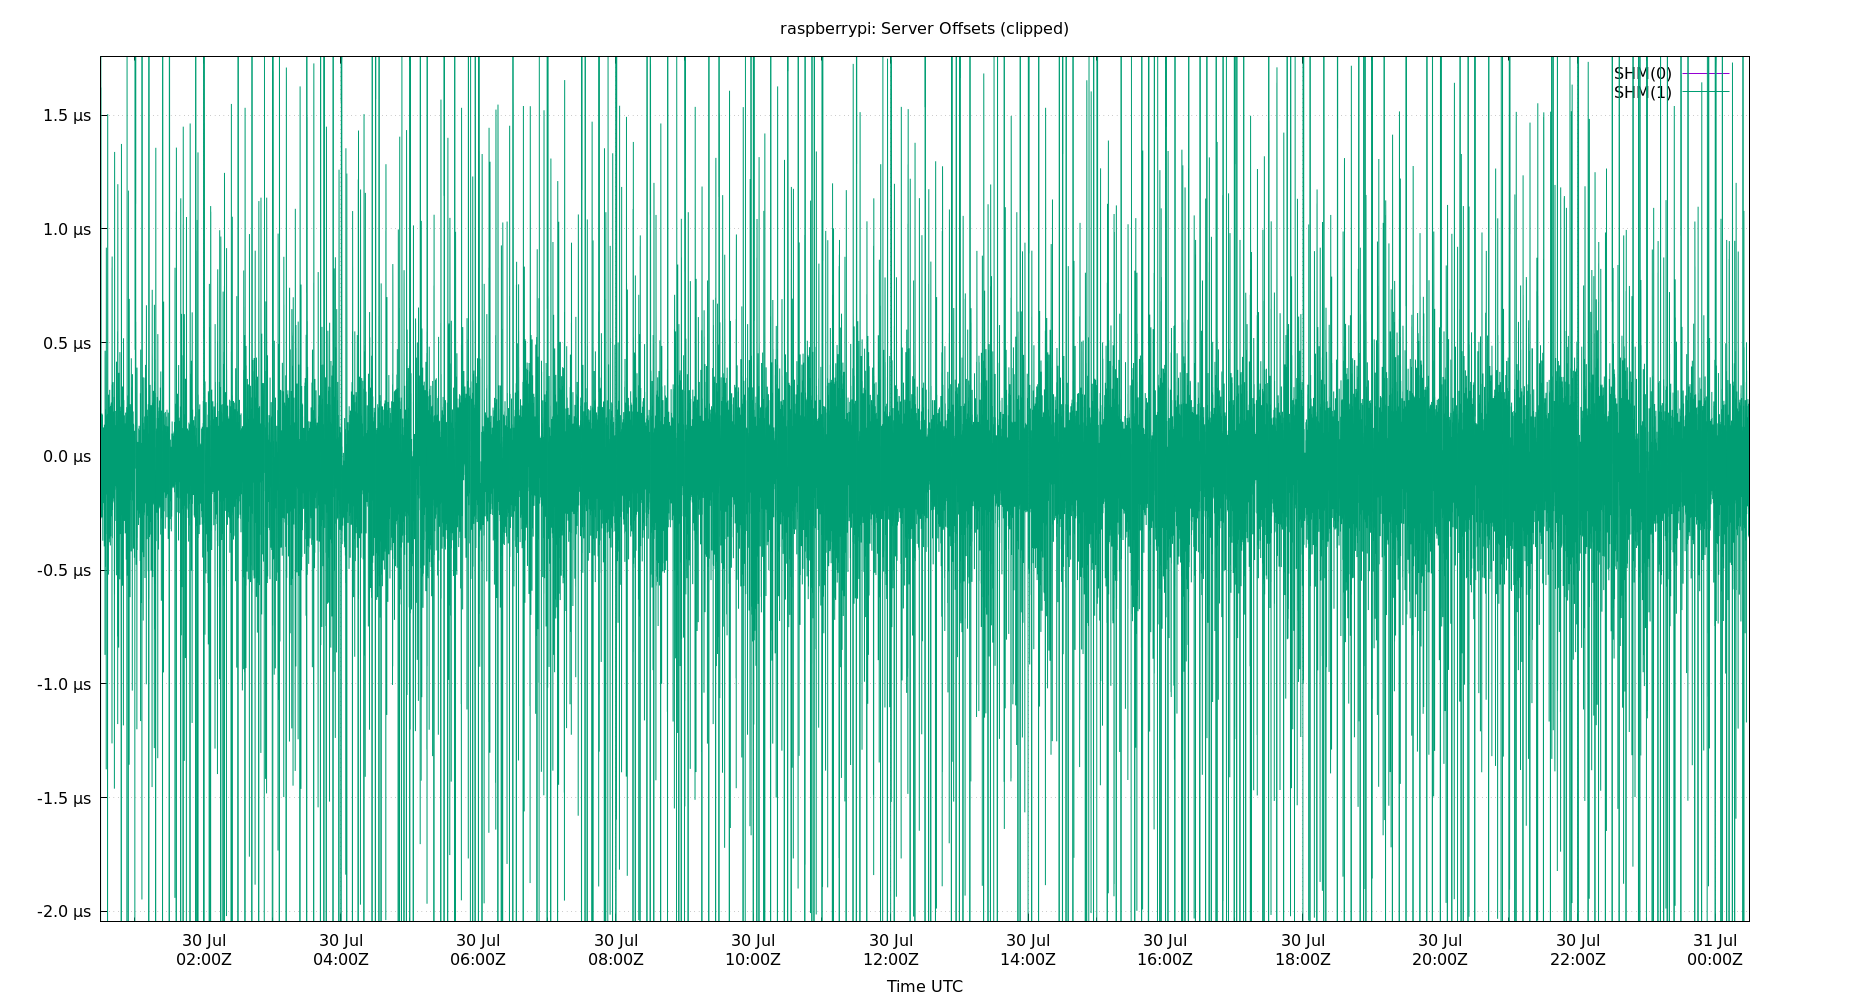 raspberrypi: Server Offsets (clipped)
SHM(0)
SHM(1)
1.5 µs
1.0 µs
0.5 µs
0.0 µs
-0.5 µs
-1.0 µs
-1.5 µs
-2.0 µs
30 Jul 30 Jul 30 Jul 30 Jul 30 Jul 30 Jul 30 Jul 30 Jul 30 Jul 30 Jul 30 Jul 31 Jul
02:00Z 04:00Z 06:00Z 08:00Z 10:00Z 12:00Z 14:00Z 16:00Z 18:00Z 20:00Z 22:00Z 00:00Z
Time UTC